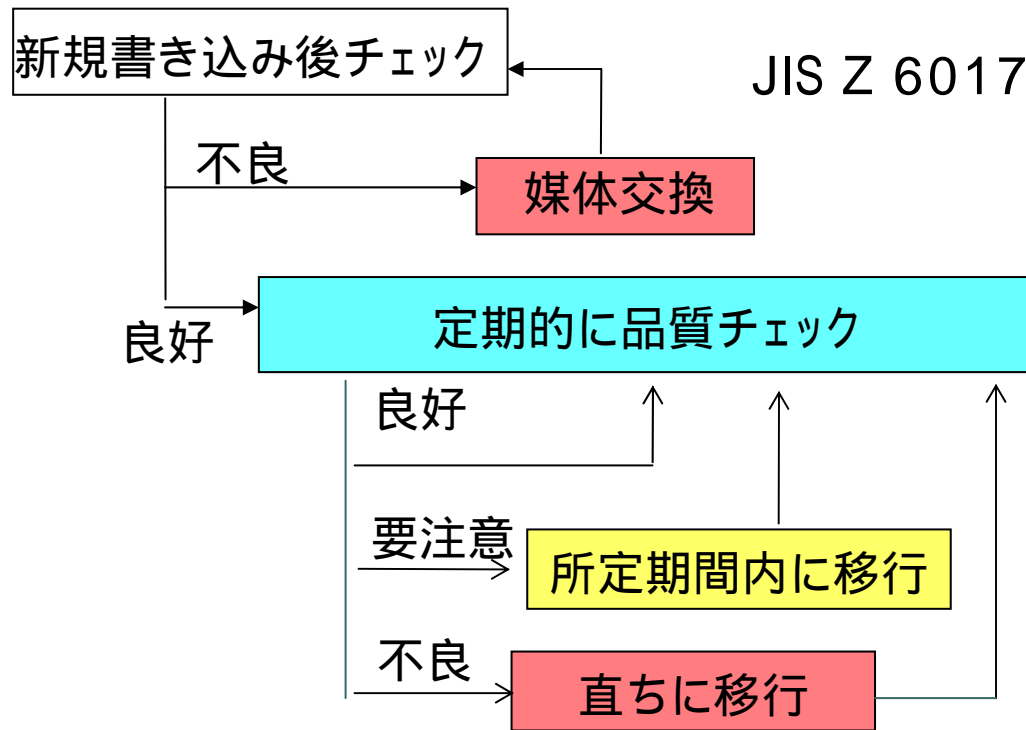 新規書き込み後チェック
JIS Z 6017
不良
媒体交換
定期的に品質チェック
良好
良好
要注意
所定期間内に移行
不良
直ちに移行